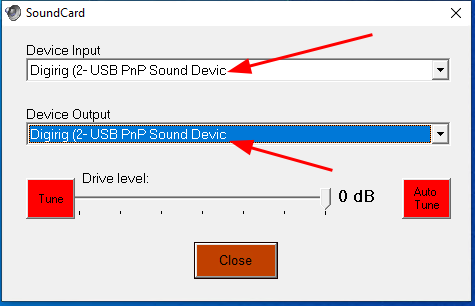 SoundCard
Device Input
Digirig (2- USB PnP Sound Devic
Device Output
Digirig (2- USB PnP Sound Devic
Drive level:
Tune
0 dB
Auto
Tune
Close